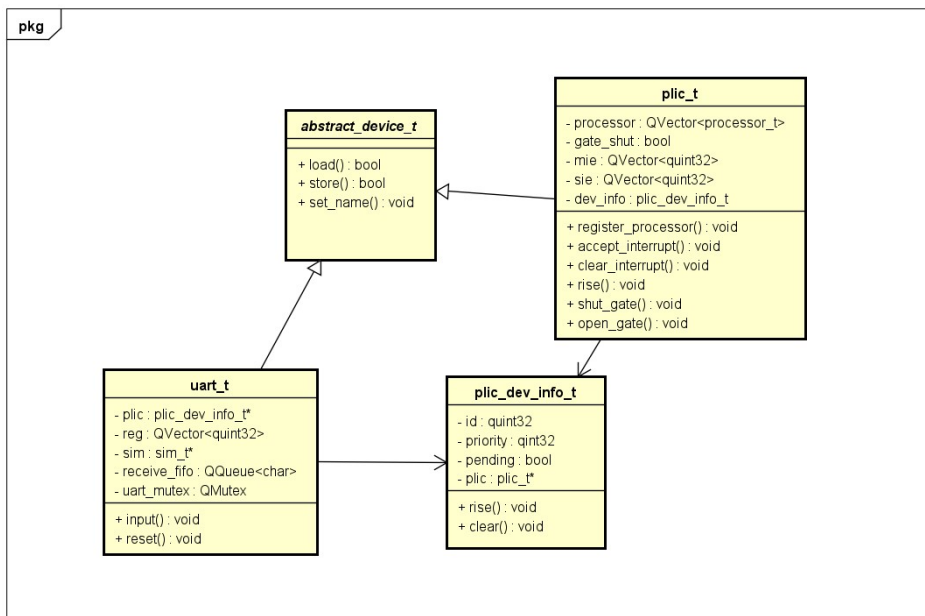 pkg
abstract_device_t
+ load() : bool
+ store() : bool
+ set_name() : void
plic_t
- processor : QVector<processor_t>
- gate_shut : bool
- mie : QVector<quint32>
- sie : QVector<quint32>
- dev_info : plic_dev_info_t
+ register_processor() : void
+ accept_interrupt() : void
+ clear_interrupt() : void
+ rise() : void
+ shut_gate() : void
+ open_gate() : void
uart_t
- plic : plic_dev_info_t*
- reg : QVector<quint32>
- sim : sim_t*
- receive_fifo : QQueue<char>
- uart_mutex : QMutex
+ input() : void
+ reset() : void
plic_dev_info_t
- id : quint32
- priority : qint32
- pending : bool
- plic : plic_t*
+ rise() : void
+ clear() : void